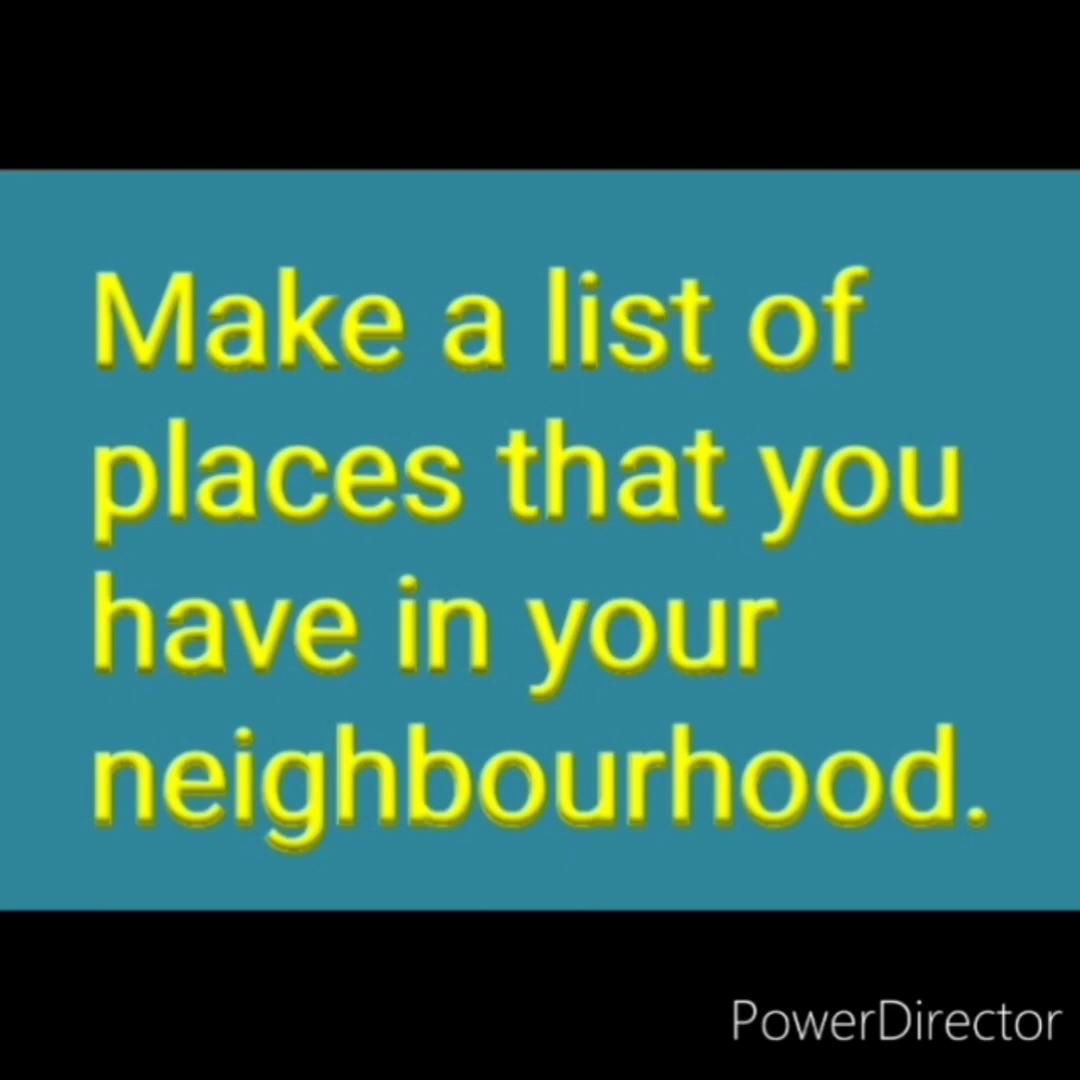 Make a list of
places that you
have in your
neighbourhood.
PowerDirector